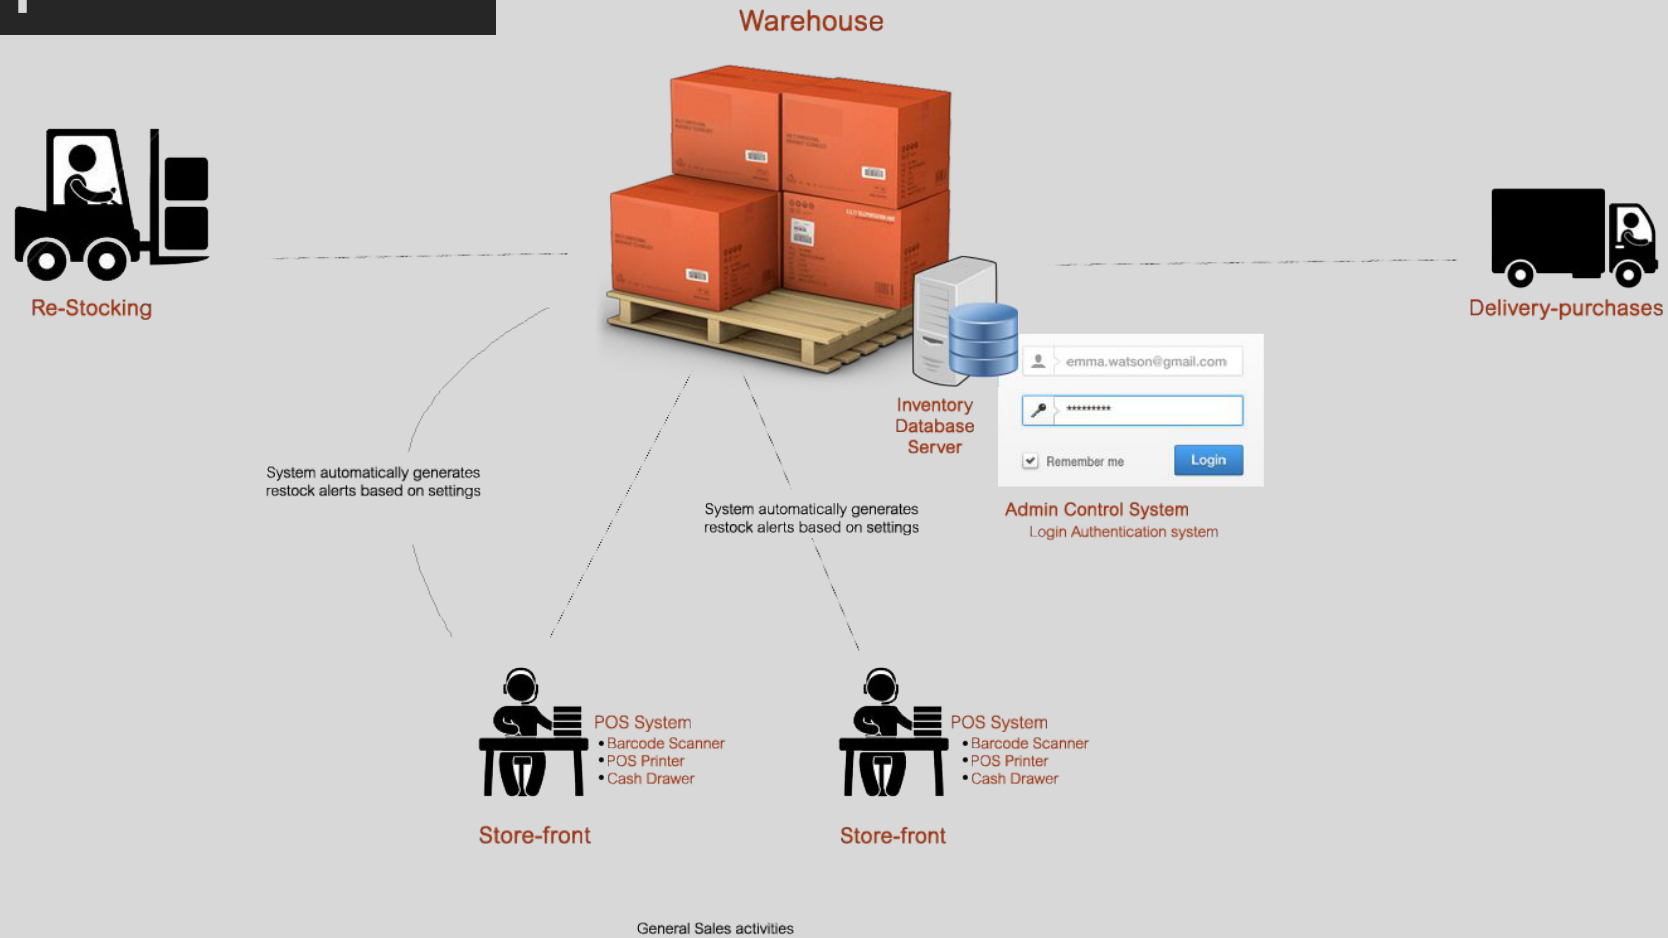 Warehouse
Re-Stocking
Delivery-purchases
emma.watson@gmail.com
*********
Remember me
Login
Inventory
Database
Server
Admin Control System
Login Authentication system
System automatically generates
restock alerts based on settings
System automatically generates
restock alerts based on settings
POS System
• Barcode Scanner
• POS Printer
• Cash Drawer
Store-front
POS System
• Barcode Scanner
• POS Printer
• Cash Drawer
Store-front
General Sales activities